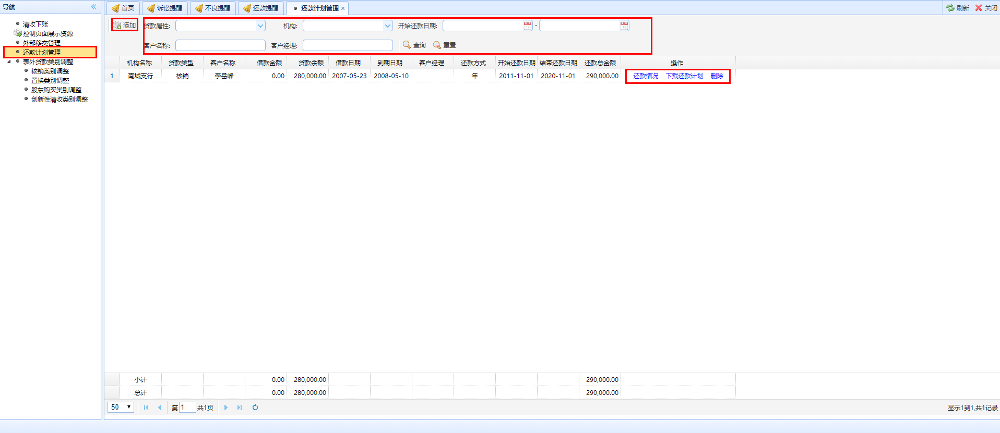 导航
首页 诉讼提醒 不良提醒 还款提醒 还款计划管理 刷新 关闭
清收下账
控制页面展示资源
外部移交管理
还款计划管理
表外贷款类别调整
核销类别调整
置换类别调整
股东购买类别调整
创新性清收类别调整
添加 贷款属性: 机构: 开始还款日期: -
客户名称: 客户经理: 查询 重置
机构名称 贷款类型 客户名称 借款金额 贷款余额 借款日期 到期日期 客户经理 还款方式 开始还款日期 结束还款日期 还款总金额 操作
1 南城支行 核销 李岳峰 0.00 280,000.00 2007-05-23 2008-05-10 年 2011-11-01 2020-11-01 290,000.00 还款情况 下载还款计划 删除
小计 0.00 280,000.00 290,000.00
总计 0.00 280,000.00 290,000.00
50 第 1 共1页 显示1到1,共1记录